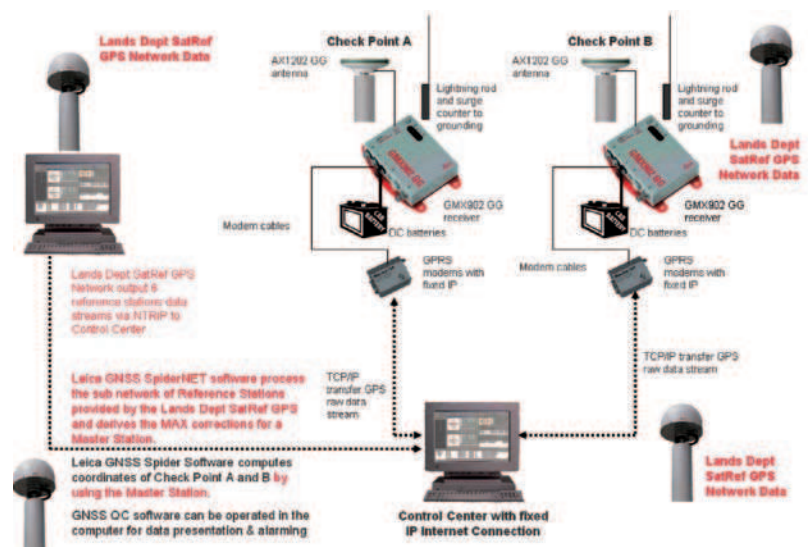 Lands Dept SatRef
GPS Network Data
Check Point A
AX1202 GG
antenna
Lightning rod
and surge
counter to
grounding
GMX902 GG
GMX902 GG
receiver
CAR
BATTERY
DC batteries
Modem cables
GPRS
modems with
fixed IP
Check Point B
AX1202 GG
antenna
Lightning rod
and surge
counter to
grounding
Lands Dept
SatRef GPS
Network Data
GMX902 GG
GMX902 GG
receiver
CAR
BATTERY
DC batteries
Modem cables
GPRS
modems with
fixed IP
Lands Dept SatRef GPS
Network output 6
reference stations data
streams via NTRIP to
Control Center
Leica GNSS SpiderNET software process
the sub network of Reference Stations
provided by the Lands Dept SatRef GPS
and derives the MAX corrections for a
Master Station.
TCP/IP
transfer GPS
raw data
stream
TCP/IP transfer GPS
raw data stream
Leica GNSS Spider Software computes
coordinates of Check Point A and B by
using the Master Station.
GNSS QC software can be operated in the
computer for data presentation & alarming
Control Center with fixed
IP Internet Connection
Lands Dept
SatRef GPS
Network Data